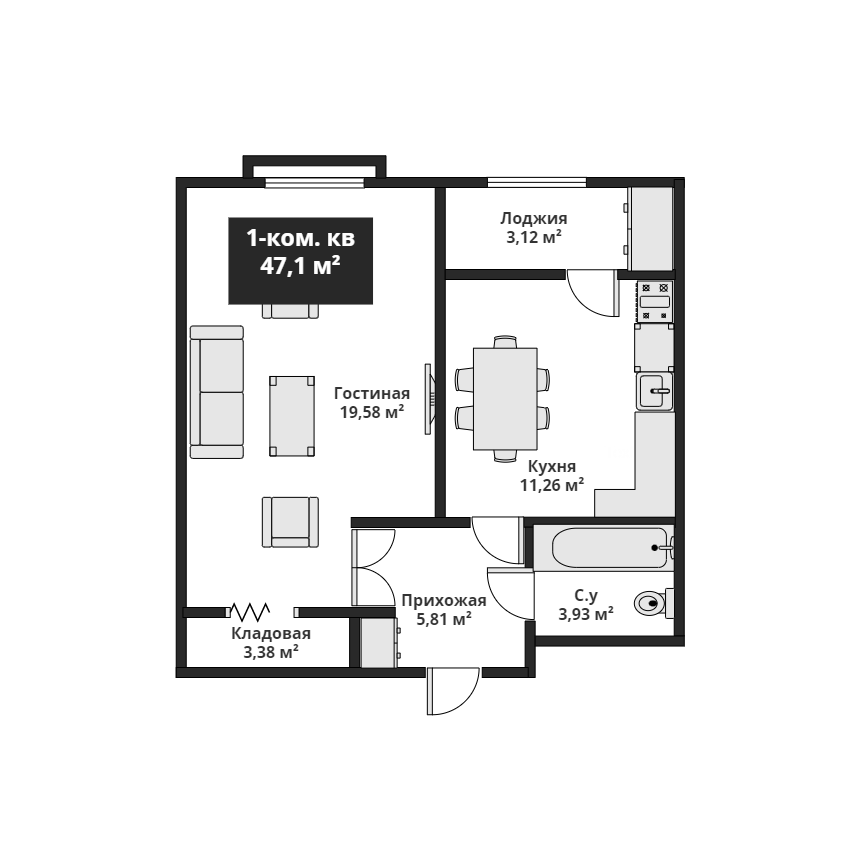 1-ком. кв
47,1 м²
Лоджия
3,12 м²
Гостиная
19,58 м²
Кухня
11,26 м²
Прихожая
5,81 м²
С.у
3,93 м²
Кладовая
3,38 м²